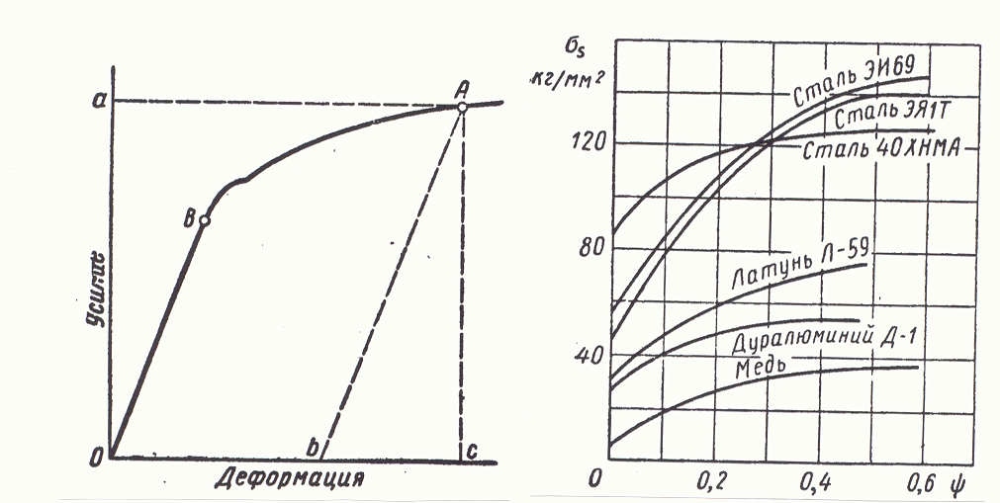 a
A
B
Усилие
0
b
c
Деформация
σs
кг/мм²
120
80
40
0
0,2
0,4
0,6 ψ
Сталь ЭИ69
Сталь ЭЯ1Т
Сталь 40ХНМА
Латунь Л-59
Дуралюминий Д-1
Медь